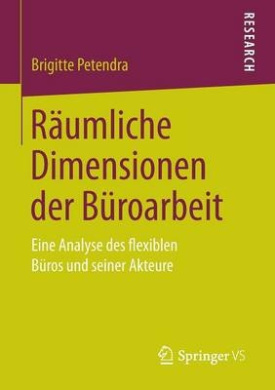 RESEARCH
Brigitte Petendra
Räumliche
Dimensionen
der Büroarbeit
Eine Analyse des flexiblen
Büros und seiner Akteure
Springer VS